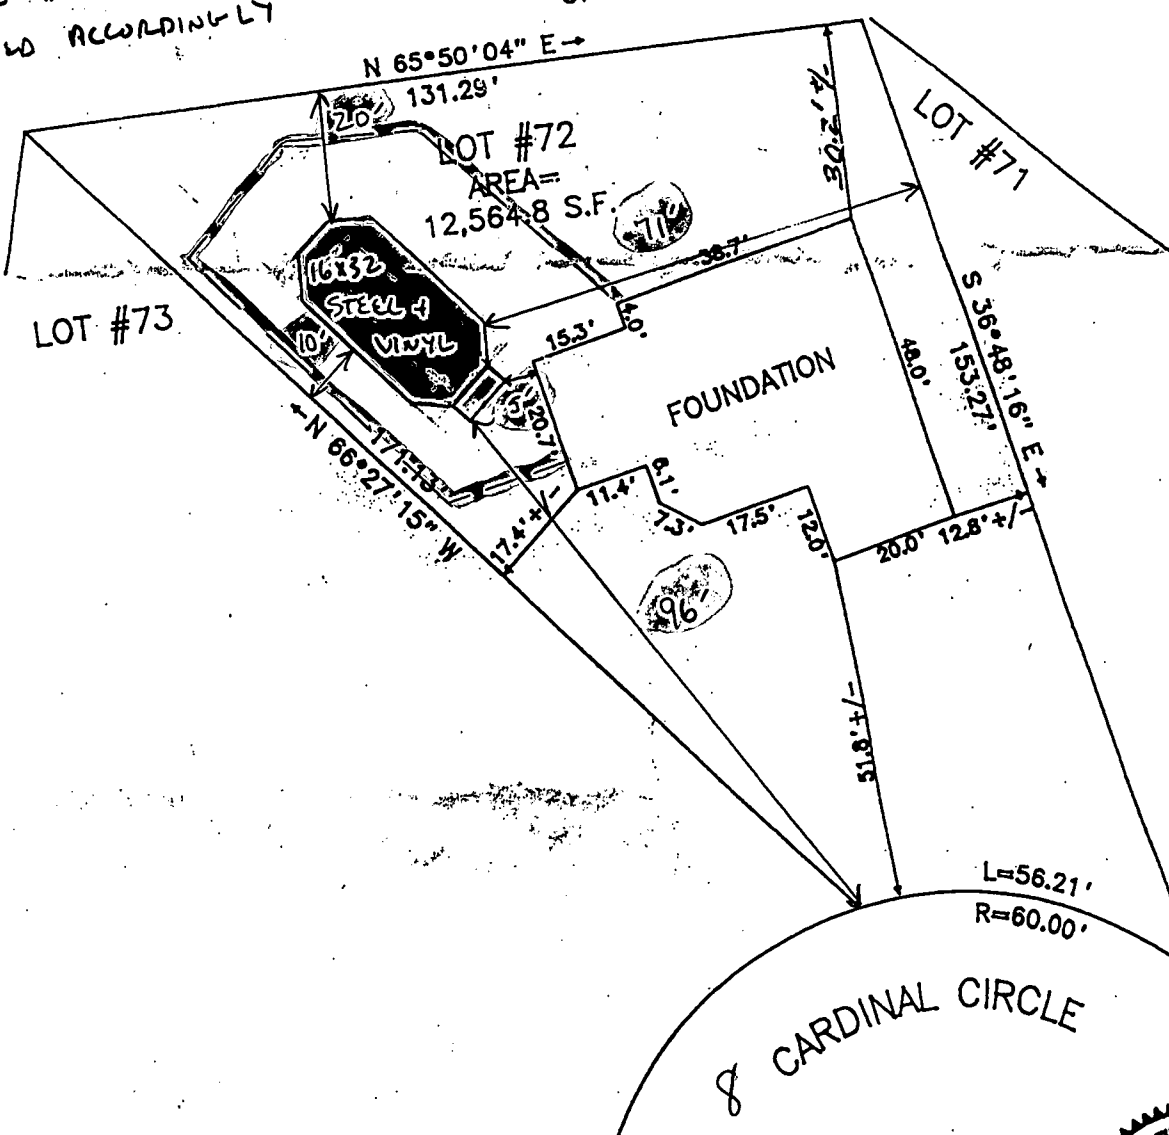 ACCORDINGLY
N 65°50'04" E→
131.29'
20'
LOT #72
AREA=
12,564.8 S.F.
71'
30.2'+/-
LOT #71
38.7'
16x32
STEEL +
VINYL
LOT #73
10'
15.3'
4.0'
5'
20.7'
FOUNDATION
48.0'
S 36°48'16" E→
153.27'
←N 66°27'15" W
171.13'
17.4'+/-
11.4'
6.1'
7.3'
17.5'
12.0'
20.0'
12.8'+/-
96'
51.8'+/-
L=56.21'
R=60.00'
8 CARDINAL CIRCLE